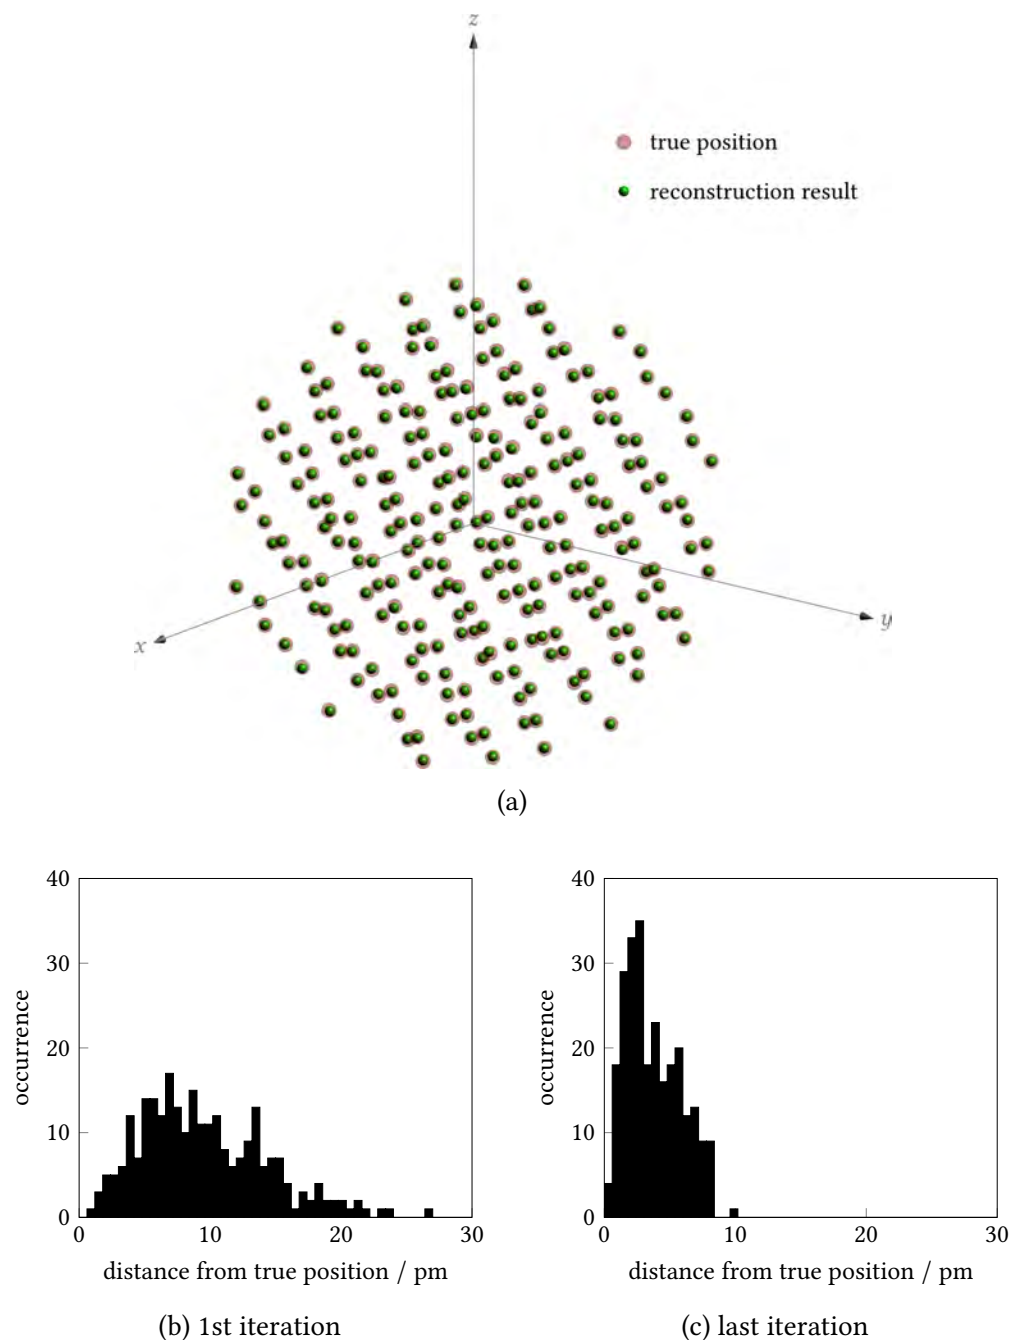 z
true position
reconstruction result
x
y
(a)
40
30
20
10
0
occurrence
0 10 20 30
distance from true position / pm
(b) 1st iteration
40
30
20
10
0
occurrence
0 10 20 30
distance from true position / pm
(c) last iteration